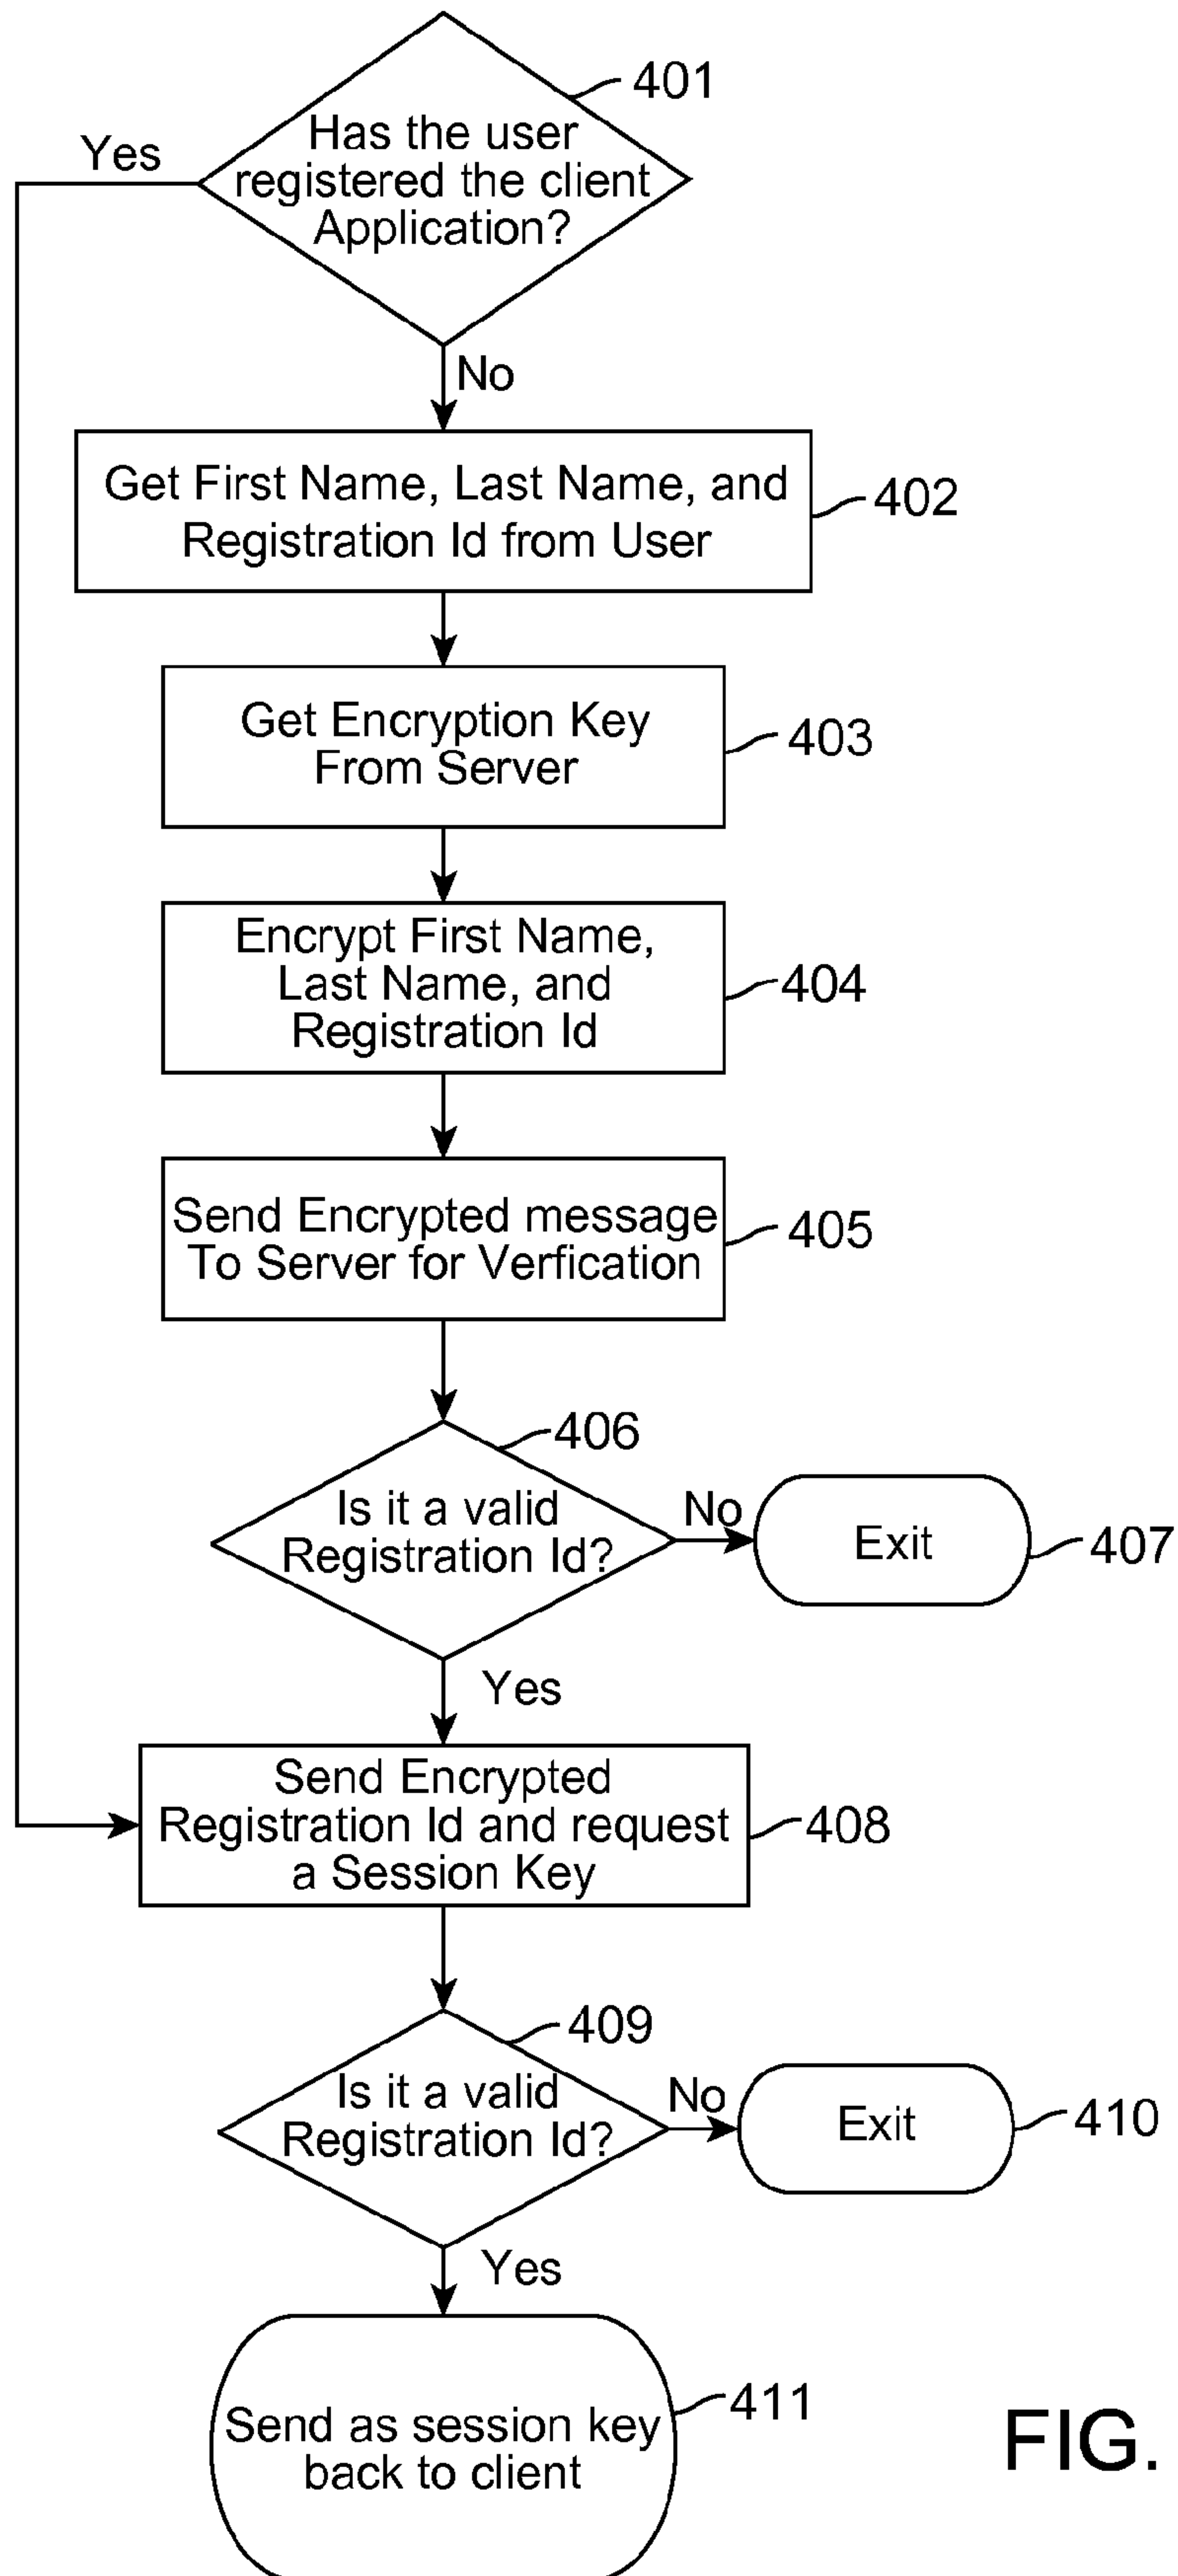 401
Has the user
registered the client
Application?
Yes
No
Get First Name, Last Name, and
Registration Id from User
402
Get Encryption Key
From Server
403
Encrypt First Name,
Last Name, and
Registration Id
404
Send Encrypted message
To Server for Verfication
405
406
Is it a valid
Registration Id?
No
Exit
407
Yes
Send Encrypted
Registration Id and request
a Session Key
408
409
Is it a valid
Registration Id?
No
Exit
410
Yes
Send as session key
back to client
411
FIG.